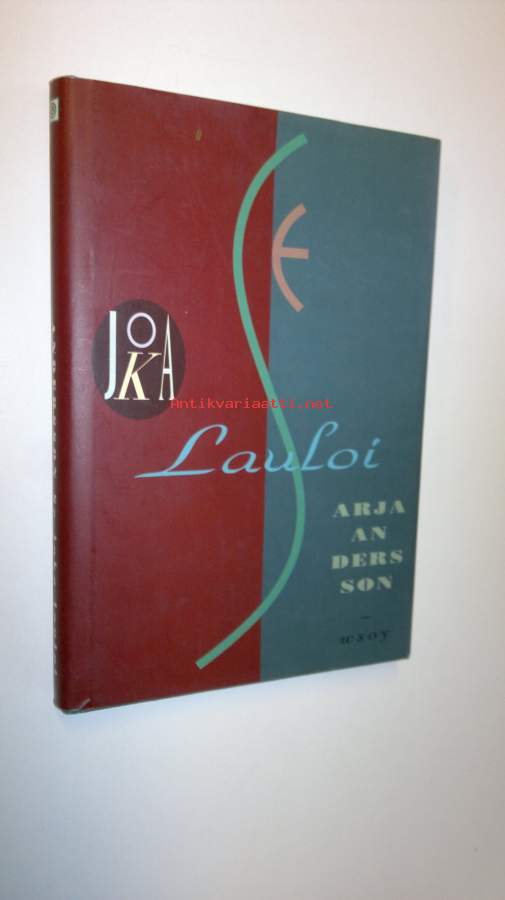 SE
JOKA
Lauloi
ARJA
AN
DERS
SON
wsoy
Antikvariaatti.net